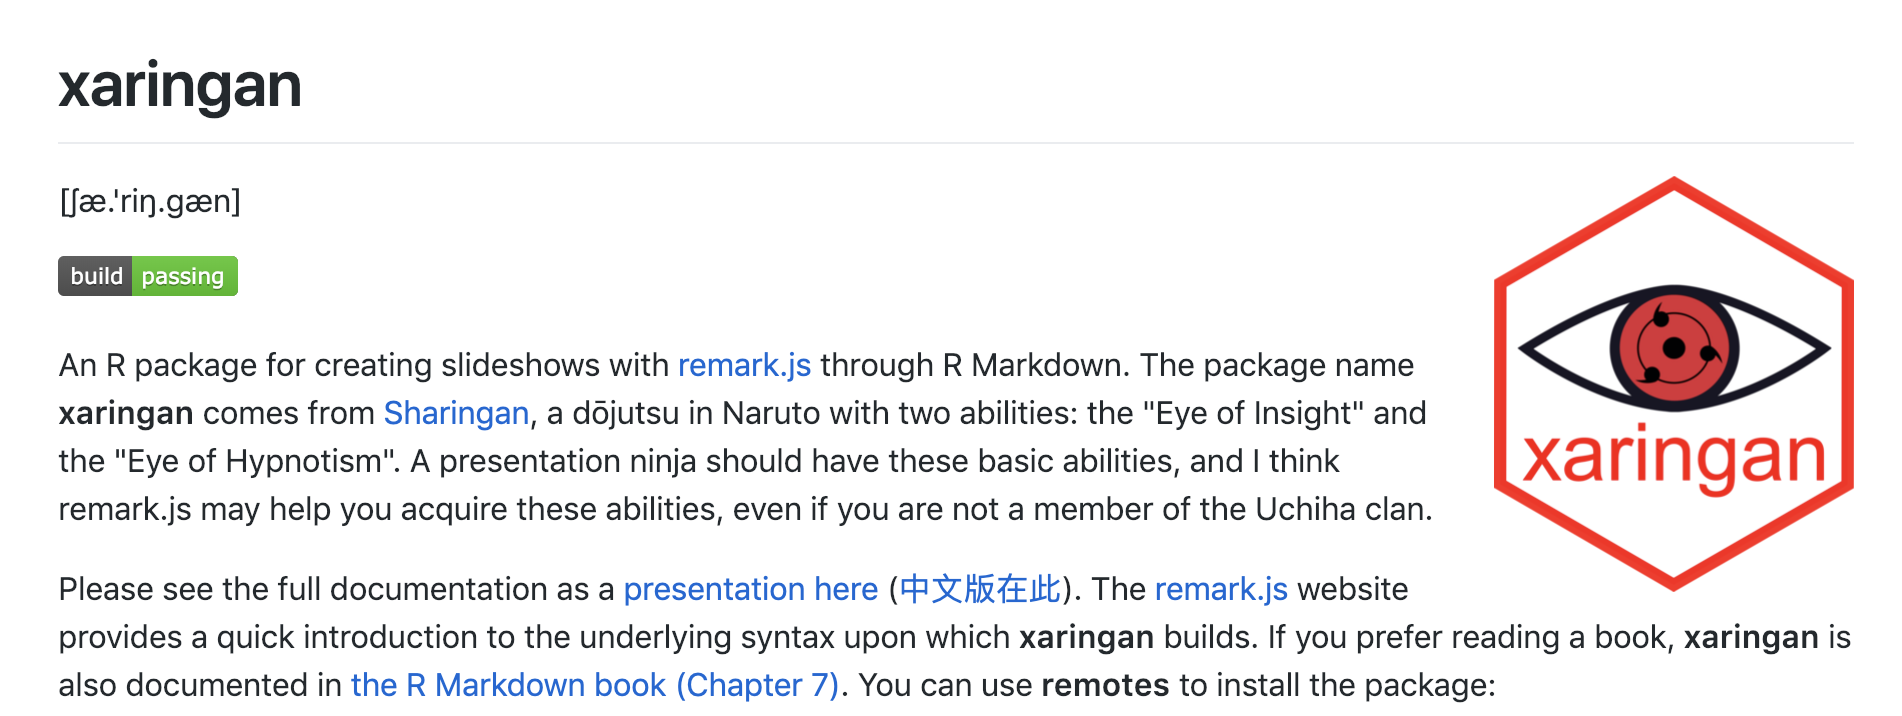 xaringan
[ʃæ.'riŋ.gæn]
build passing
An R package for creating slideshows with remark.js through R Markdown. The package name
xaringan comes from Sharingan, a dōjutsu in Naruto with two abilities: the "Eye of Insight" and
the "Eye of Hypnotism". A presentation ninja should have these basic abilities, and I think
remark.js may help you acquire these abilities, even if you are not a member of the Uchiha clan.
xaringan
Please see the full documentation as a presentation here (中文版在此). The remark.js website
provides a quick introduction to the underlying syntax upon which xaringan builds. If you prefer reading a book, xaringan is
also documented in the R Markdown book (Chapter 7). You can use remotes to install the package: